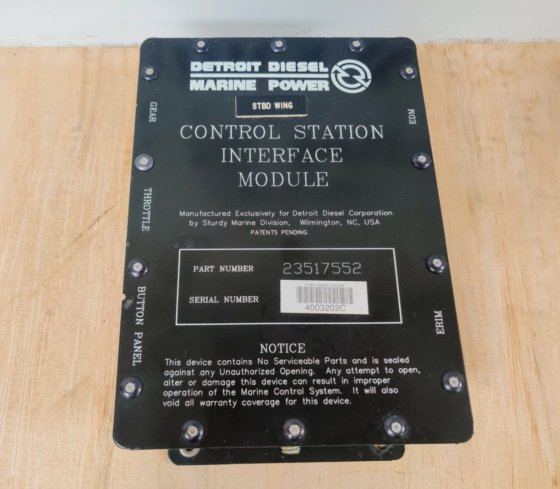 DETROIT DIESEL
MARINE POWER
STBD WING
CONTROL STATION
INTERFACE
MODULE
GEAR
THROTTLE
BUTTON PANEL
EDM
ERIM
Manufactured Exclusively for Detroit Diesel Corporation
by Sturdy Marine Division, Wilmington, NC, USA
PATENTS PENDING
PART NUMBER 23517552
SERIAL NUMBER
4003202C
NOTICE
This device contains No Serviceable Parts and is sealed
against any Unauthorized Opening. Any attempt to open,
alter or damage this device can result in improper
operation of the Marine Control System. It will also
void all warranty coverage for this device.